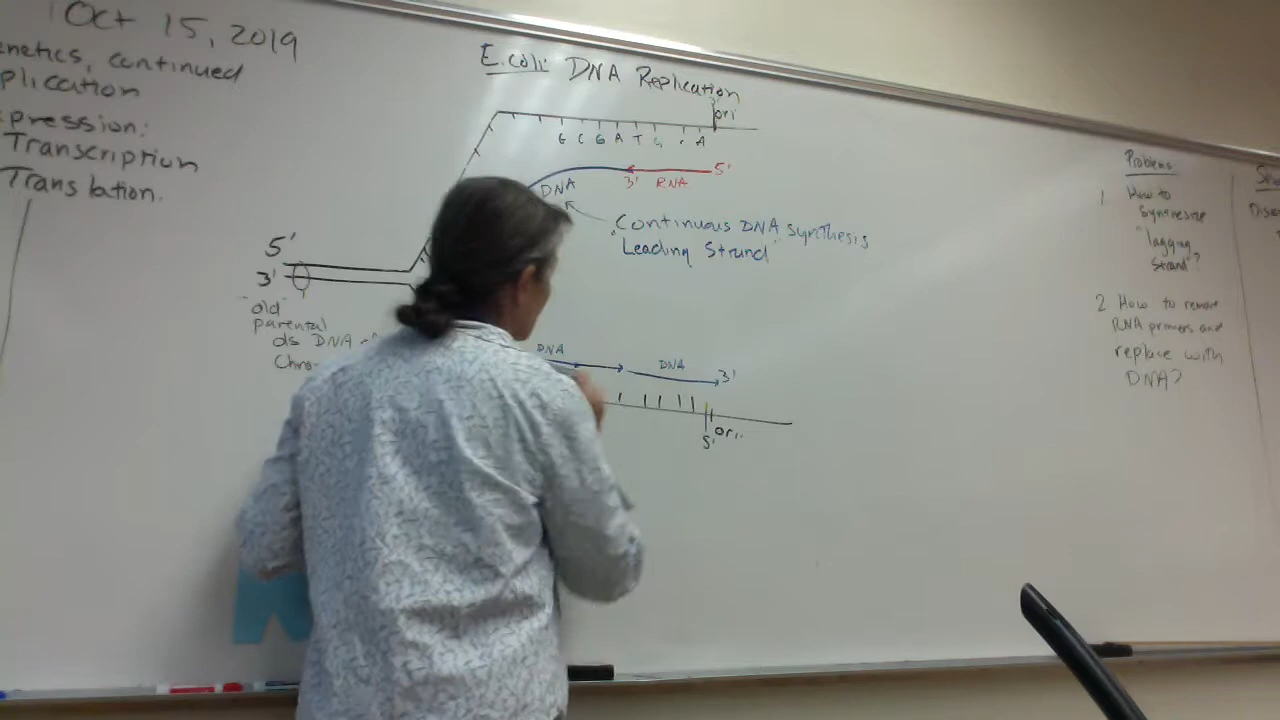 Oct 15, 2019
enetics, continued
plication
pression:
Transcription
Translation.
E.coli: DNA Replication
ori
G C G A T G A
DNA
3' RNA 5'
"Continuous DNA synthesis
Leading Strand"
5'
3'
"old"
parental
ds DNA
Chro
DNA
DNA 3'
5' ori
Problems
1 How to
synthesize
"lagging
strand"?
2 How to remove
RNA primers and
replace with
DNA?